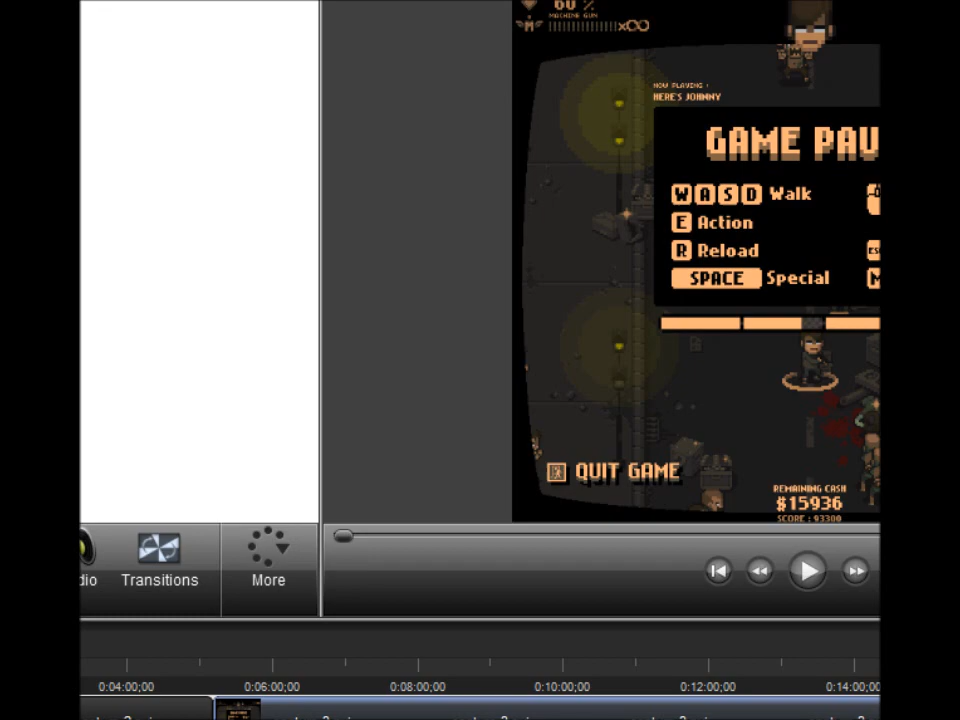 60 %
MACHINE GUN
x∞
NOW PLAYING :
HERE'S JOHNNY
GAME PAU
W A S D Walk
E Action
R Reload
ESC
SPACE Special
M
QUIT GAME
REMAINING CASH
$15936
SCORE : 93300
dio
Transitions
More
0:04:00;00 0:06:00;00 0:08:00;00 0:10:00;00 0:12:00;00 0:14:00;00